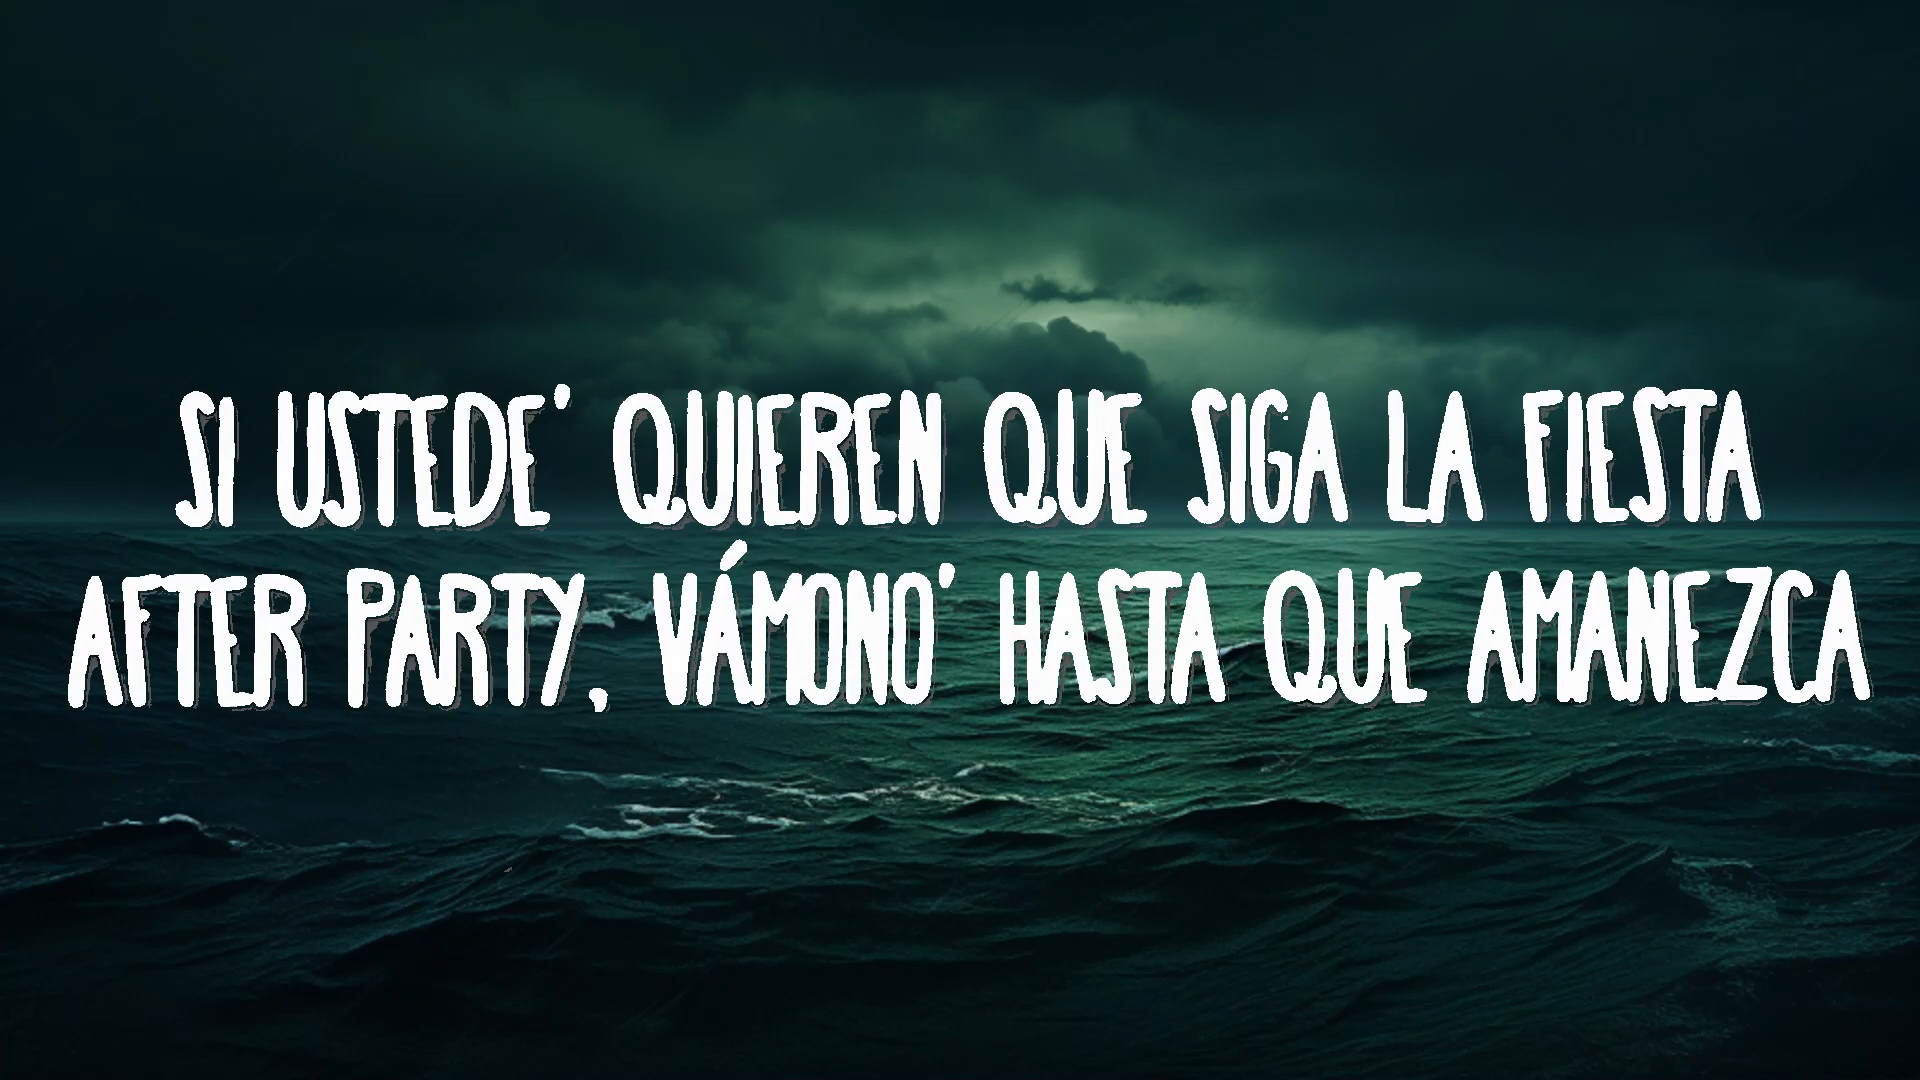 SI USTEDE' QUIEREN QUE SIGA LA FIESTA
AFTER PARTY, VÁMONO' HASTA QUE AMANEZCA